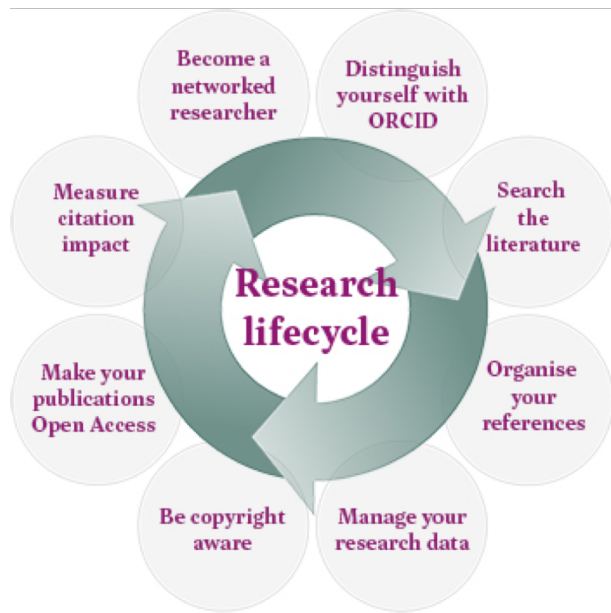 Become a
networked
researcher
Distinguish
yourself with
ORCID
Search
the
literature
Organise
your
references
Manage your
research data
Be copyright
aware
Make your
publications
Open Access
Measure
citation
impact
Research
lifecycle